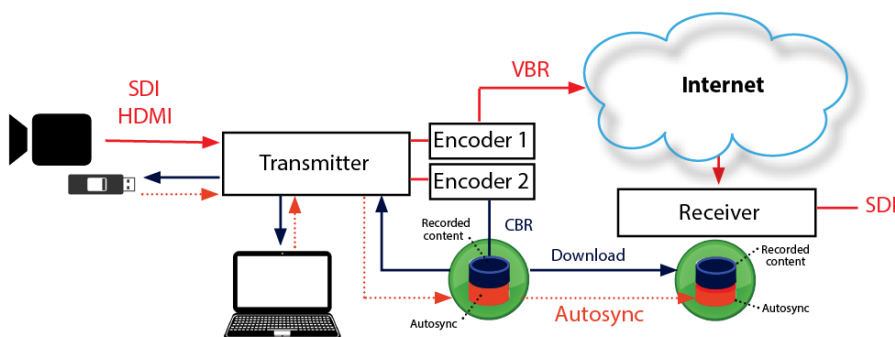 SDI
HDMI
VBR
Internet
Encoder 1
Transmitter
Encoder 2
Receiver
SDI
Recorded
content
CBR
Download
Recorded
content
Autosync
Autosync
Autosync